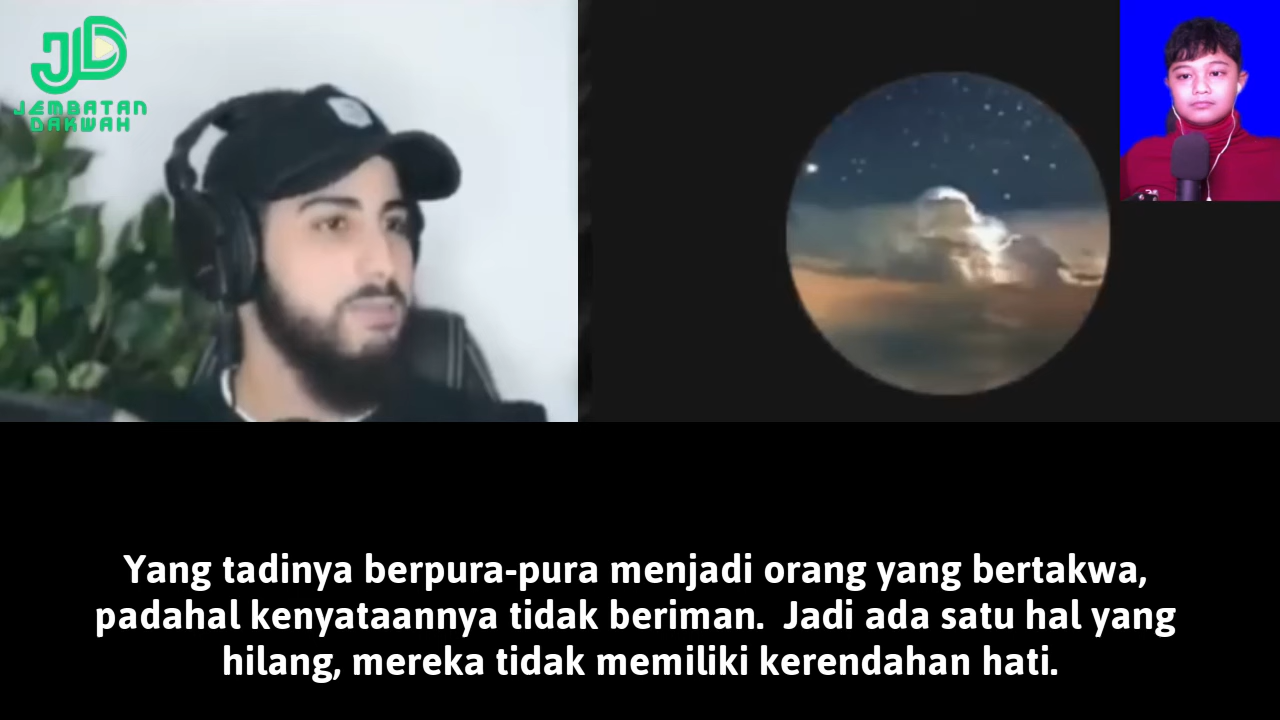 JEMBATAN
DAKWAH
Yang tadinya berpura-pura menjadi orang yang bertakwa,
padahal kenyataannya tidak beriman.  Jadi ada satu hal yang
hilang, mereka tidak memiliki kerendahan hati.